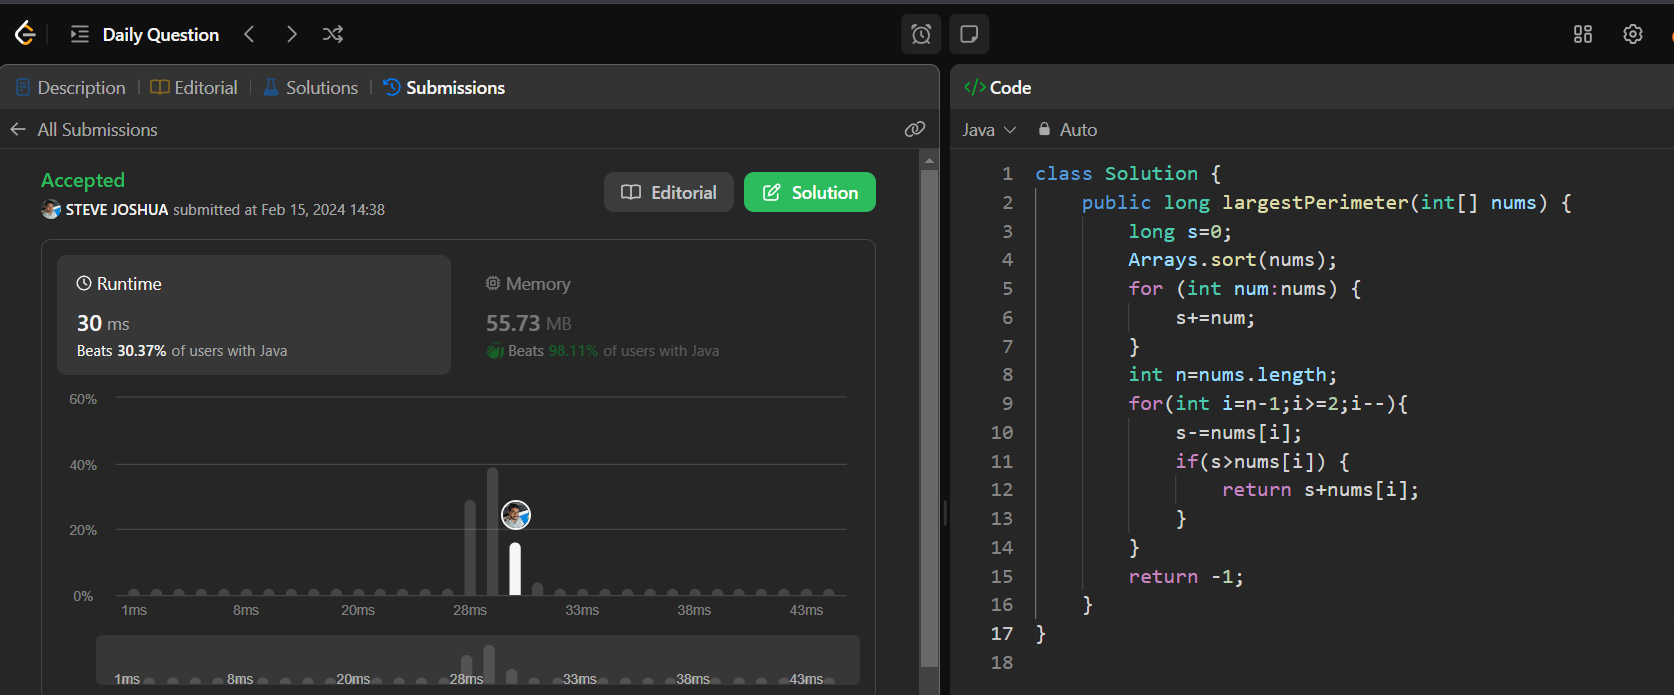 Daily Question
Description | Editorial | Solutions | Submissions
All Submissions
Accepted
STEVE JOSHUA submitted at Feb 15, 2024 14:38
Editorial
Solution
Runtime
30 ms
Beats 30.37% of users with Java
Memory
55.73 MB
Beats 98.11% of users with Java
60%
40%
20%
0%
1ms 8ms 20ms 28ms 33ms 38ms 43ms
1ms 8ms 20ms 28ms 33ms 38ms 43ms
</> Code
Java Auto
1 class Solution {
2     public long largestPerimeter(int[] nums) {
3         long s=0;
4         Arrays.sort(nums);
5         for (int num:nums) {
6             s+=num;
7         }
8         int n=nums.length;
9         for(int i=n-1;i>=2;i--){
10             s-=nums[i];
11             if(s>nums[i]) {
12                 return s+nums[i];
13             }
14         }
15         return -1;
16     }
17 }
18